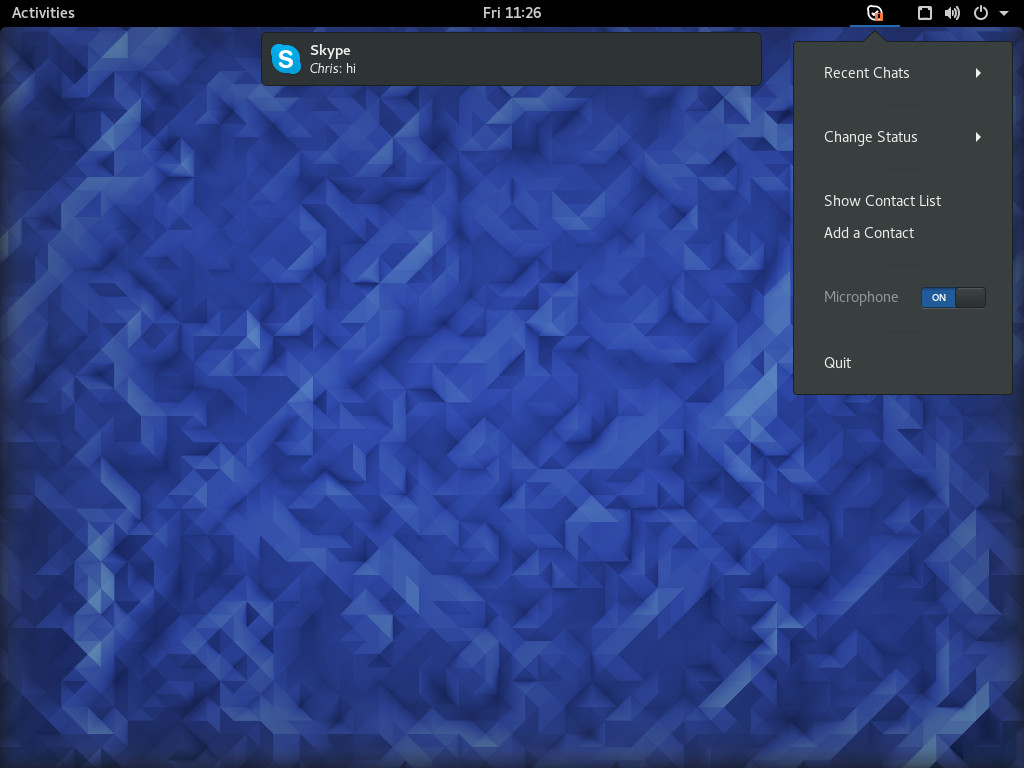 Activities
Fri 11:26
Skype
Chris: hi
Recent Chats
Change Status
Show Contact List
Add a Contact
Microphone ON
Quit